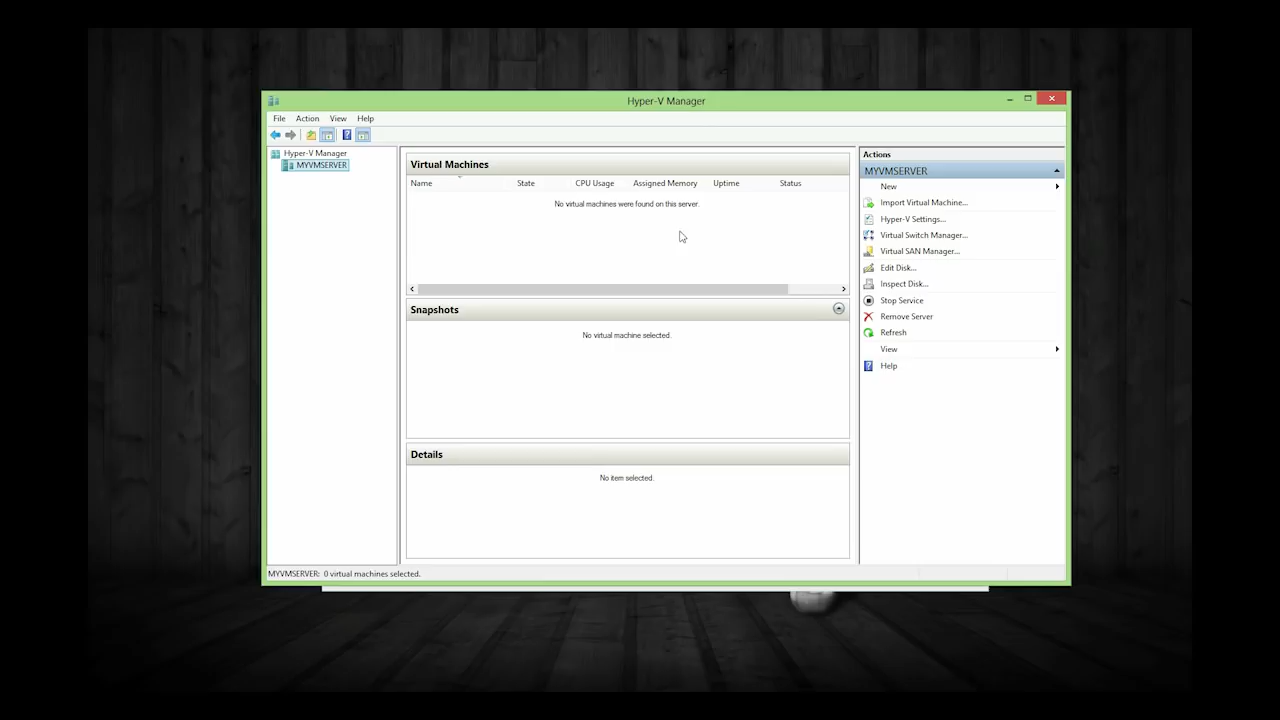 Hyper-V Manager
File Action View Help
Hyper-V Manager
MYVMSERVER
Virtual Machines
Name State CPU Usage Assigned Memory Uptime Status
No virtual machines were found on this server.
Snapshots
No virtual machine selected.
Details
No item selected.
Actions
MYVMSERVER
New
Import Virtual Machine...
Hyper-V Settings...
Virtual Switch Manager...
Virtual SAN Manager...
Edit Disk...
Inspect Disk...
Stop Service
Remove Server
Refresh
View
Help
MYVMSERVER: 0 virtual machines selected.